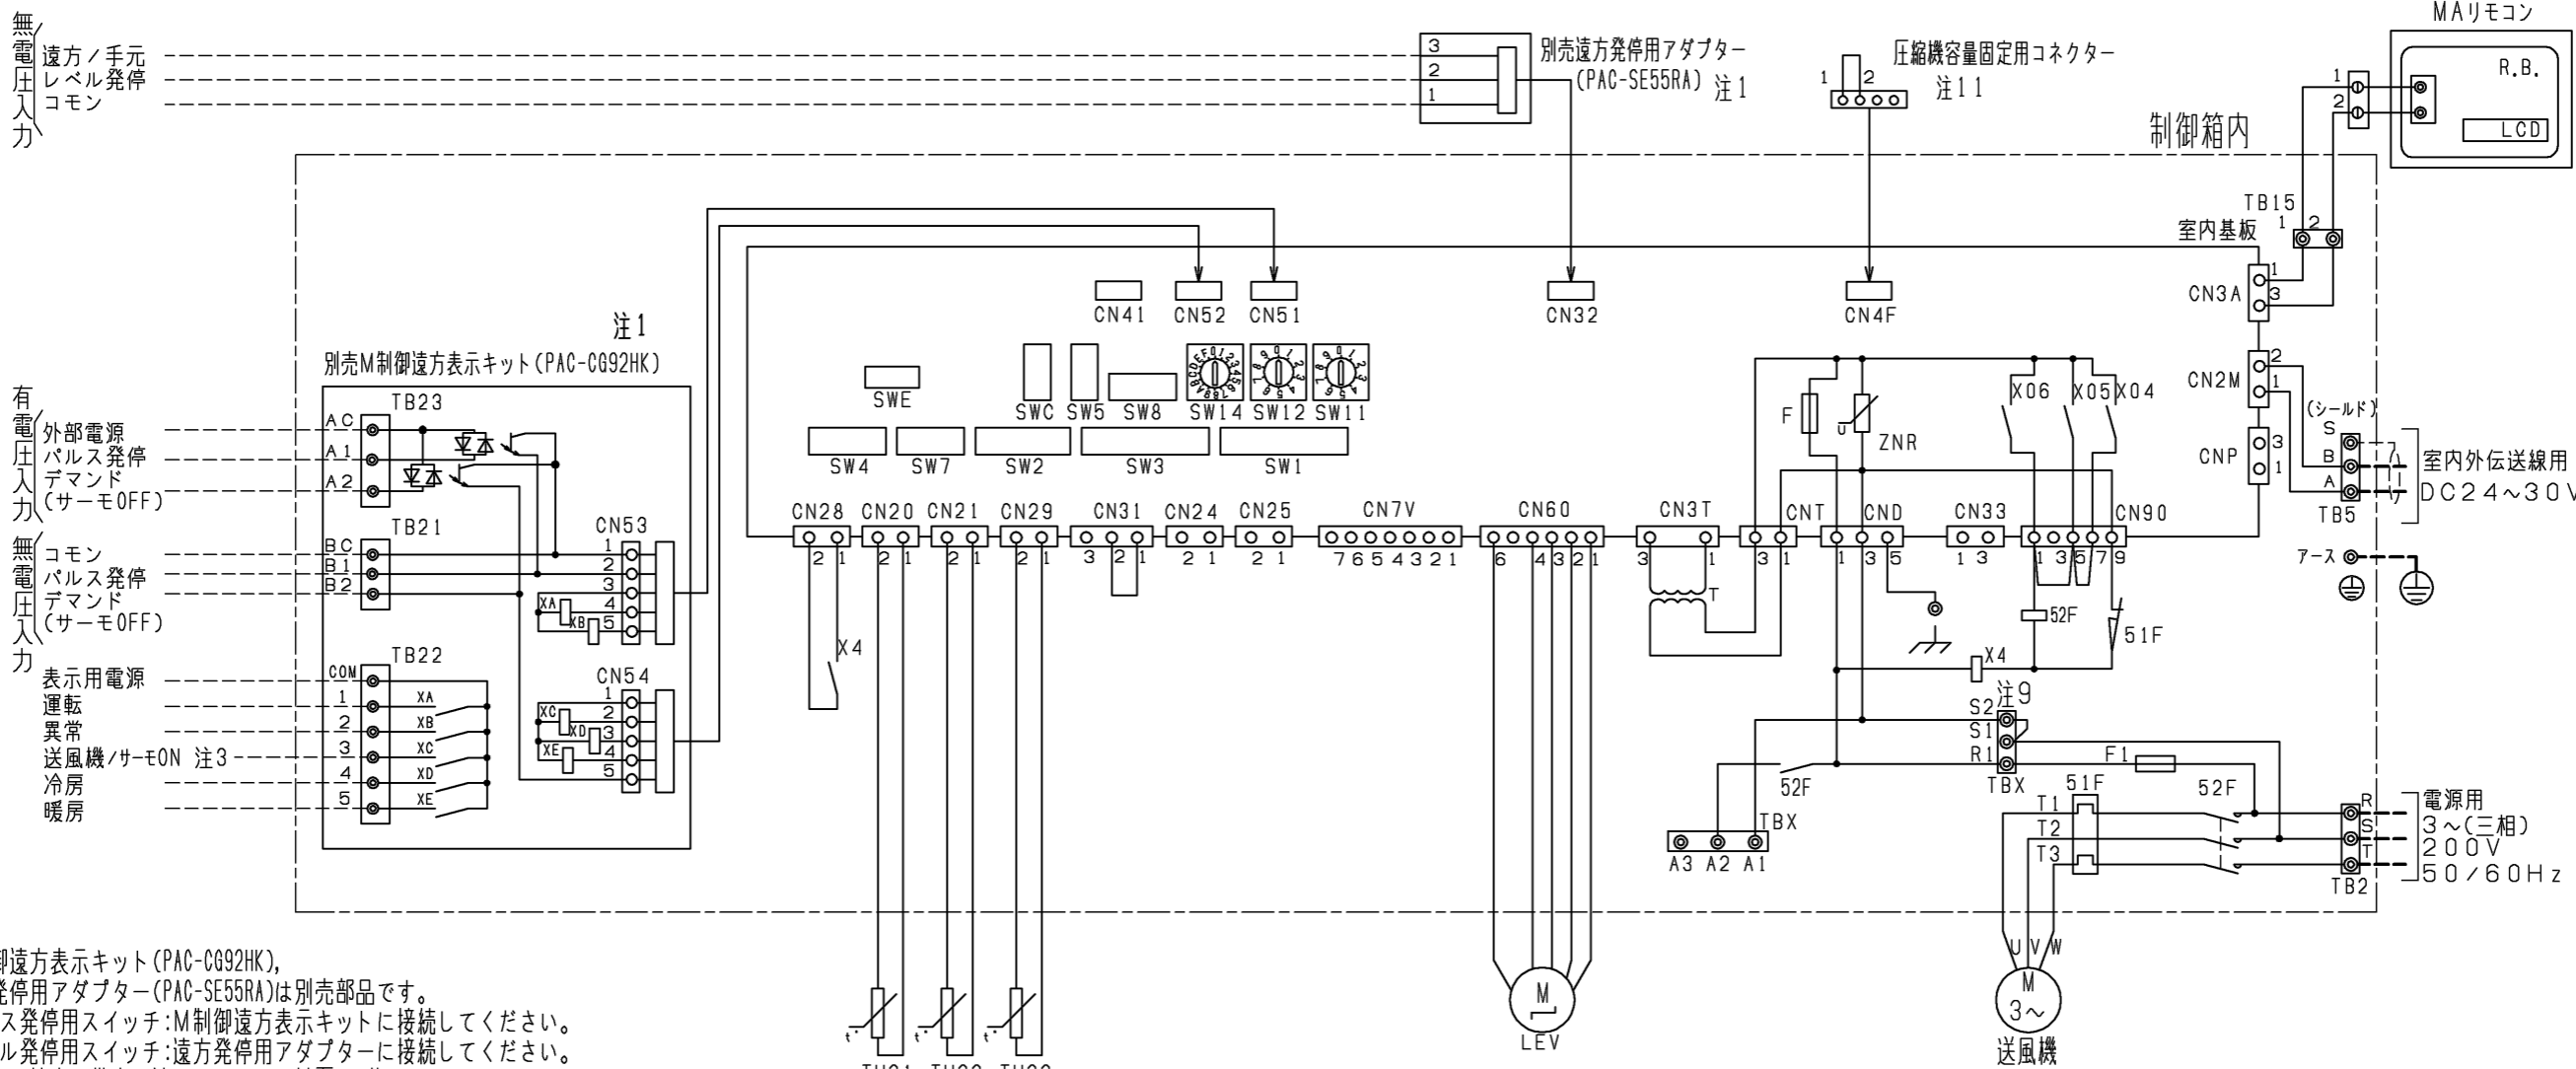 MAリモコン
R.B.
LCD
1
2
無電圧入力
遠方/手元
レベル発停
コモン
3
2
1
別売遠方発停用アダプター
(PAC-SE55RA) 注1
圧縮機容量固定用コネクター
注11
1 2
制御箱内
TB15
1 2
室内基板
CN3A
1
3
CN2M
2
1
CNP
3
1
CN41 CN52 CN51 CN32 CN4F
注1
別売M制御遠方表示キット(PAC-CG92HK)
SWE SWC SW5 SW8 SW14 SW12 SW11
SW4 SW7 SW2 SW3 SW1
有電圧入力
外部電源
パルス発停
デマンド
(サーモOFF)
TB23
AC
A1
A2
無電圧入力
コモン
パルス発停
デマンド
(サーモOFF)
TB21
BC
B1
B2
CN53
1
2
3
4
5
XA
XB
表示用電源
運転
異常
送風機/サーモON 注3
冷房
暖房
TB22
COM
1 XA
2 XB
3 XC
4 XD
5 XE
CN54
1
2
3
4
5
XC
XD
XE
F
U
ZNR
X06 X05 X04
CN28 CN20 CN21 CN29 CN31 CN24 CN25 CN7V CN60 CN3T CNT CND CN33 CN90
2 1 2 1 2 1 2 1 3 2 1 2 1 2 1 7 6 5 4 3 2 1 6 4 3 2 1 3 1 3 1 1 3 5 1 3 1 3 5 7 9
X4
T
52F
51F
X4
注9
S2
S1
R1
TBX
F1
52F
TBX
A3 A2 A1
51F
52F
T1
T2
T3
(シールド)
S
B
A
TB5
室内外伝送線用
DC24~30V
アース
R
S
T
TB2
電源用
3~(三相)
200V
50/60Hz
U V W
M
3~
送風機
M
LEV
t°
t°
t°
御遠方表示キット(PAC-CG92HK),
発停用アダプター(PAC-SE55RA)は別売部品です。
ス発停用スイッチ:M制御遠方表示キットに接続してください。
ル発停用スイッチ:遠方発停用アダプターに接続してください。